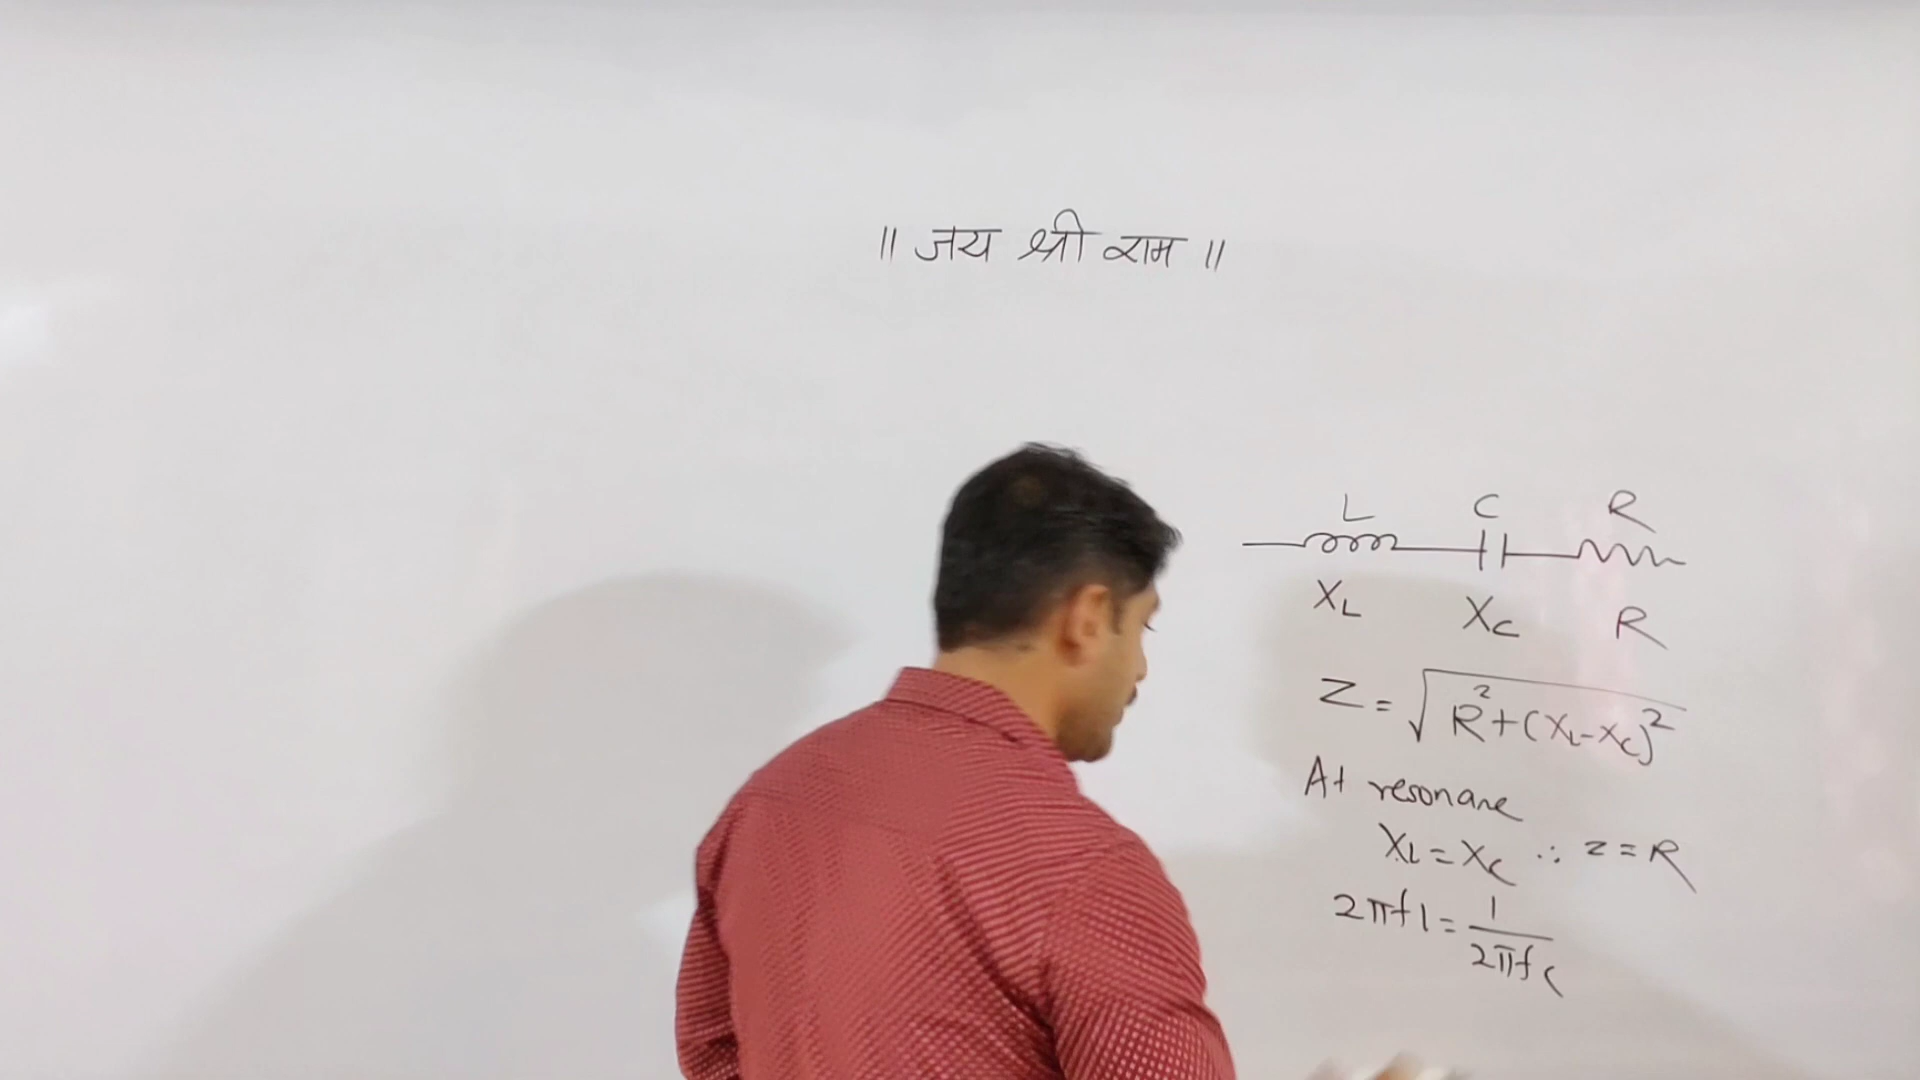 || जय श्री राम ||
L C R
XL XC R
Z = √R²+(XL-XC)²
At resonane
XL = XC ∴ Z = R
2πfl = 1/2πfc